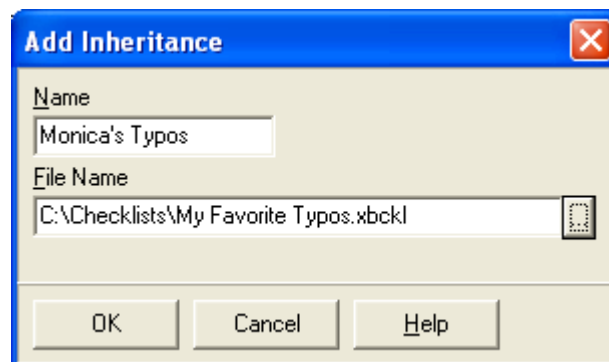 Add Inheritance
Name
Monica's Typos
File Name
C:\Checklists\My Favorite Typos.xbckl
...
OK Cancel Help